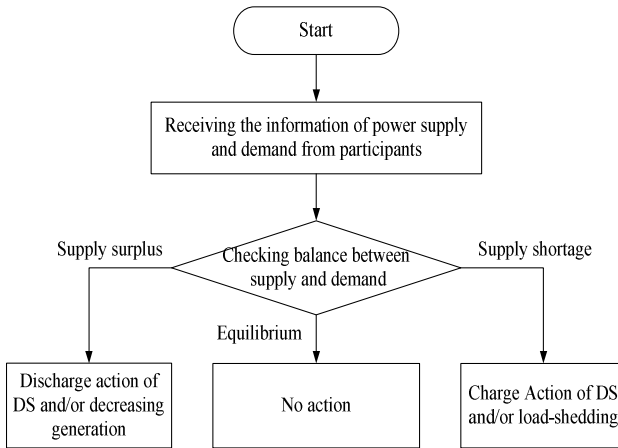 Start
Receiving the information of power supply
and demand from participants
Supply surplus
Checking balance between
supply and demand
Supply shortage
Equilibrium
Discharge action of
DS and/or decreasing
generation
No action
Charge Action of DS
and/or load-shedding